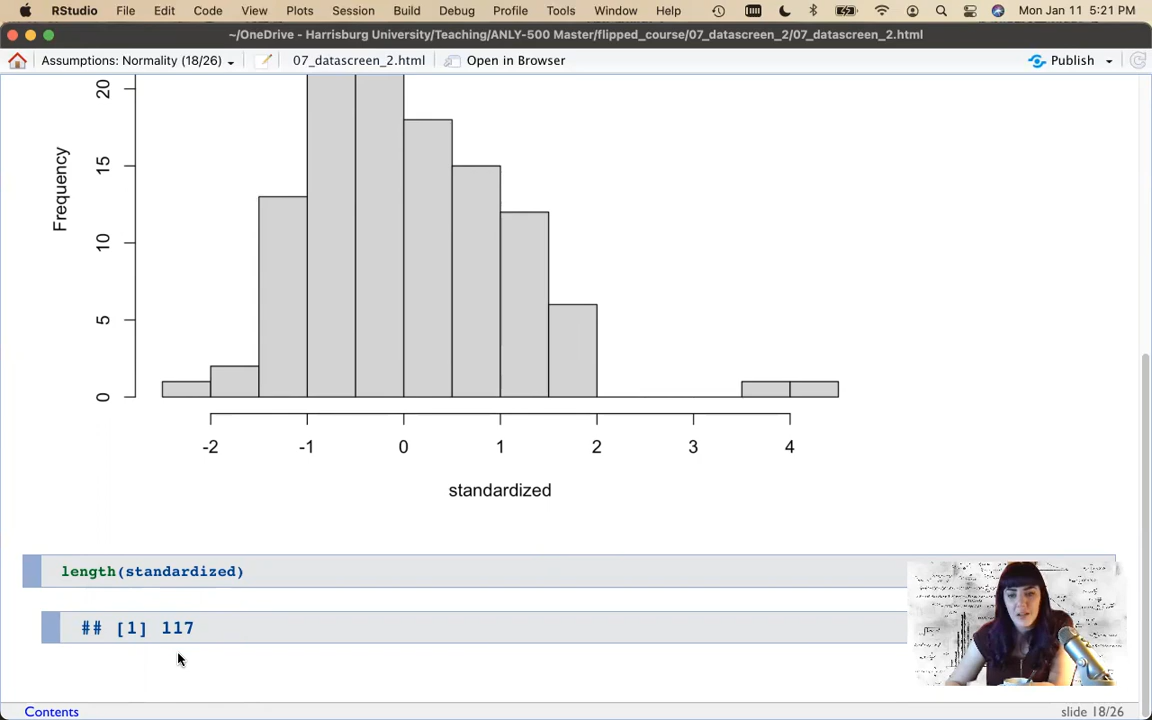 RStudio File Edit Code View Plots Session Build Debug Profile Tools Window Help Mon Jan 11 5:21 PM
~/OneDrive - Harrisburg University/Teaching/ANLY-500 Master/flipped_course/07_datascreen_2/07_datascreen_2.html
Assumptions: Normality (18/26) 07_datascreen_2.html Open in Browser Publish
20
15
10
5
0
Frequency
-2 -1 0 1 2 3 4
standardized
length(standardized)
## [1] 117
Contents slide 18/26